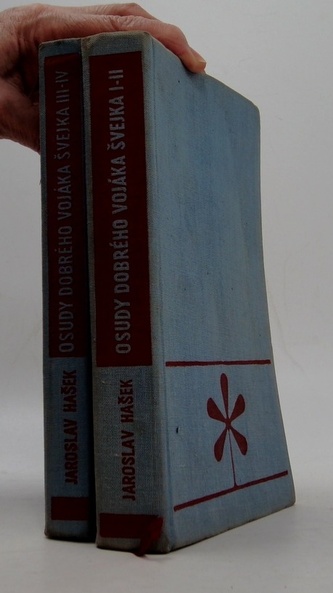 OSUDY DOBRÉHO VOJÁKA ŠVEJKA III-IV
JAROSLAV HAŠEK
OSUDY DOBRÉHO VOJÁKA ŠVEJKA I-II
JAROSLAV HAŠEK